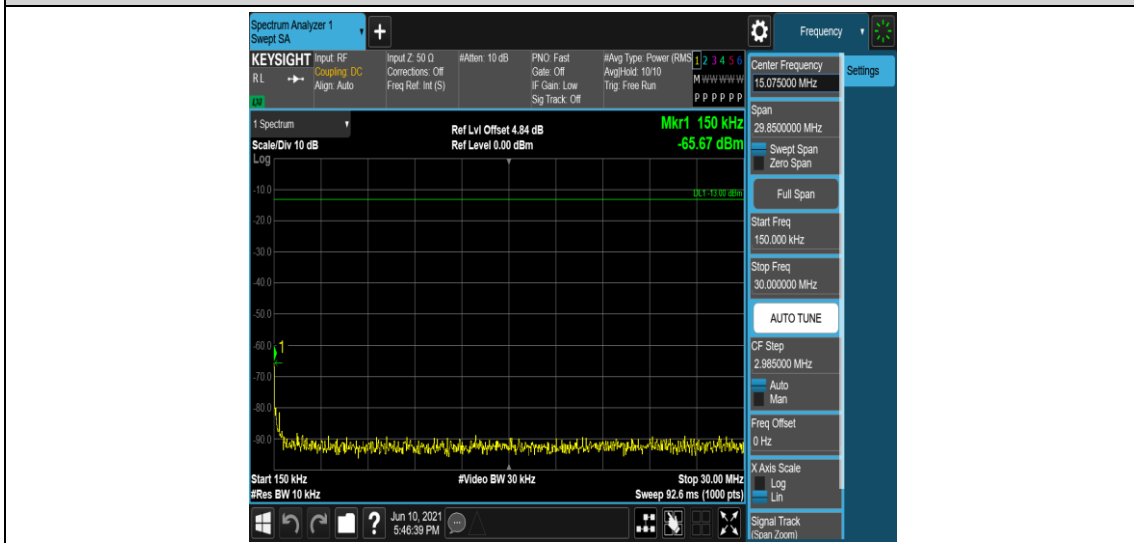 Spectrum Analyzer 1
Swept SA
+
Frequency
KEYSIGHT
RL
LXI
Input: RF
Coupling: DC
Align: Auto
Input Z: 50 Ω
Corrections: Off
Freq Ref: Int (S)
#Atten: 10 dB
PNO: Fast
Gate: Off
IF Gain: Low
Sig Track: Off
#Avg Type: Power (RMS
Avg|Hold: 10/10
Trig: Free Run
1 2 3 4 5 6
M W W W W W
P P P P P P
1 Spectrum
Scale/Div 10 dB
Log
Ref Lvl Offset 4.84 dB
Ref Level 0.00 dBm
Mkr1 150 kHz
-65.67 dBm
DL1 -13.00 dBm
-10.0
-20.0
-30.0
-40.0
-50.0
-60.0
1
-70.0
-80.0
-90.0
Start 150 kHz
#Res BW 10 kHz
#Video BW 30 kHz
Stop 30.00 MHz
Sweep 92.6 ms (1000 pts)
Center Frequency
15.075000 MHz
Settings
Span
29.8500000 MHz
Swept Span
Zero Span
Full Span
Start Freq
150.000 kHz
Stop Freq
30.000000 MHz
AUTO TUNE
CF Step
2.985000 MHz
Auto
Man
Freq Offset
0 Hz
X Axis Scale
Log
Lin
Signal Track
(Span Zoom)
?
Jun 10, 2021
5:46:39 PM